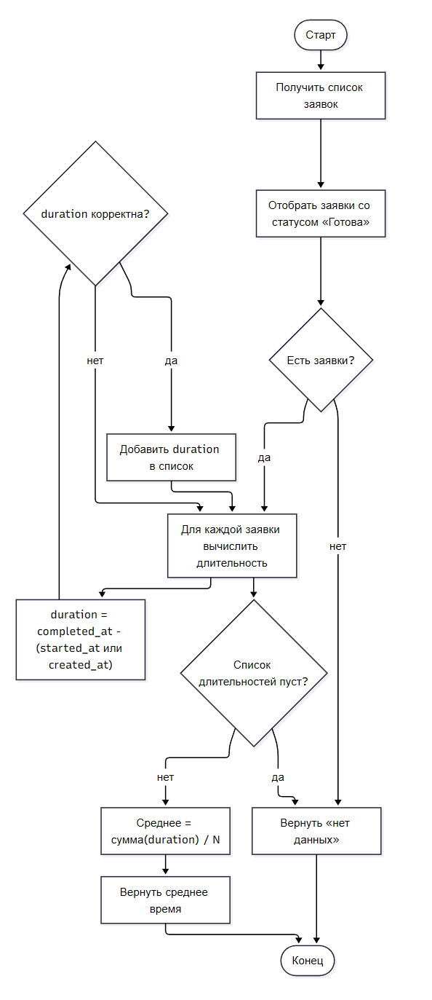 Старт
Получить список
заявок
Отобрать заявки со
статусом «Готова»
duration корректна?
Есть заявки?
нет
да
Добавить duration
в список
да
Для каждой заявки
вычислить
длительность
нет
duration =
completed_at -
(started_at или
created_at)
Список
длительностей пуст?
нет
да
Среднее =
сумма(duration) / N
Вернуть «нет
данных»
Вернуть среднее
время
Конец